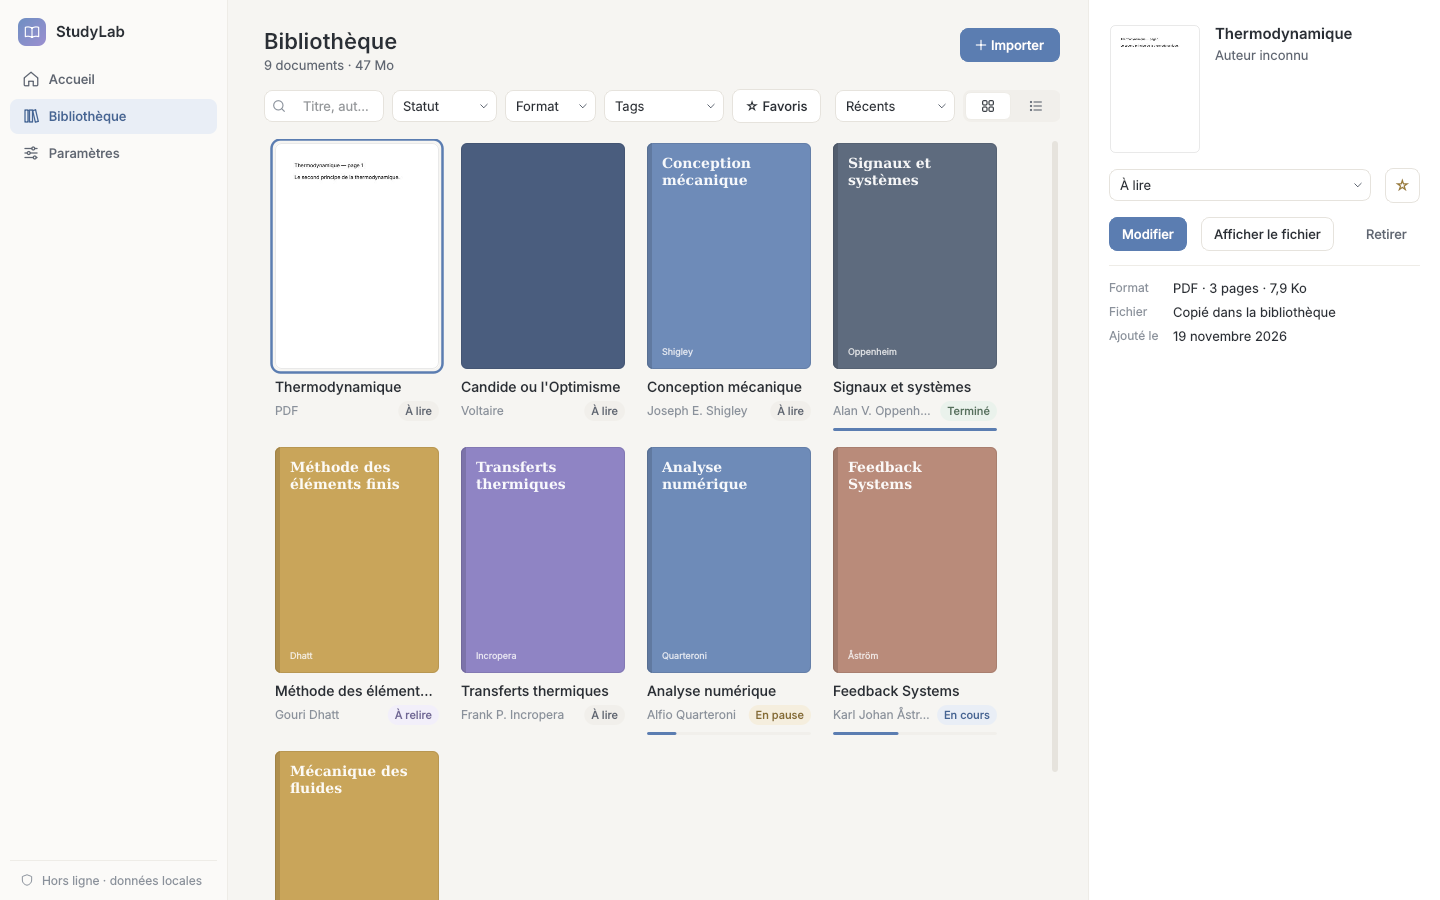 StudyLab
Accueil
Bibliothèque
Paramètres
Hors ligne · données locales
Bibliothèque
9 documents · 47 Mo
Importer
Titre, aut...
Statut
Format
Tags
Favoris
Récents
Thermodynamique — page 1
Le second principe de la thermodynamique.
Thermodynamique
PDF
À lire
Candide ou l'Optimisme
Voltaire
À lire
Conception
mécanique
Shigley
Conception mécanique
Joseph E. Shigley
À lire
Signaux et
systèmes
Oppenheim
Signaux et systèmes
Alan V. Oppenh...
Terminé
Méthode des
éléments finis
Dhatt
Méthode des élément...
Gouri Dhatt
À relire
Transferts
thermiques
Incropera
Transferts thermiques
Frank P. Incropera
À lire
Analyse
numérique
Quarteroni
Analyse numérique
Alfio Quarteroni
En pause
Feedback
Systems
Åström
Feedback Systems
Karl Johan Åstr...
En cours
Mécanique des
fluides
Thermodynamique
Auteur inconnu
À lire
Modifier
Afficher le fichier
Retirer
Format PDF · 3 pages · 7,9 Ko
Fichier Copié dans la bibliothèque
Ajouté le 19 novembre 2026